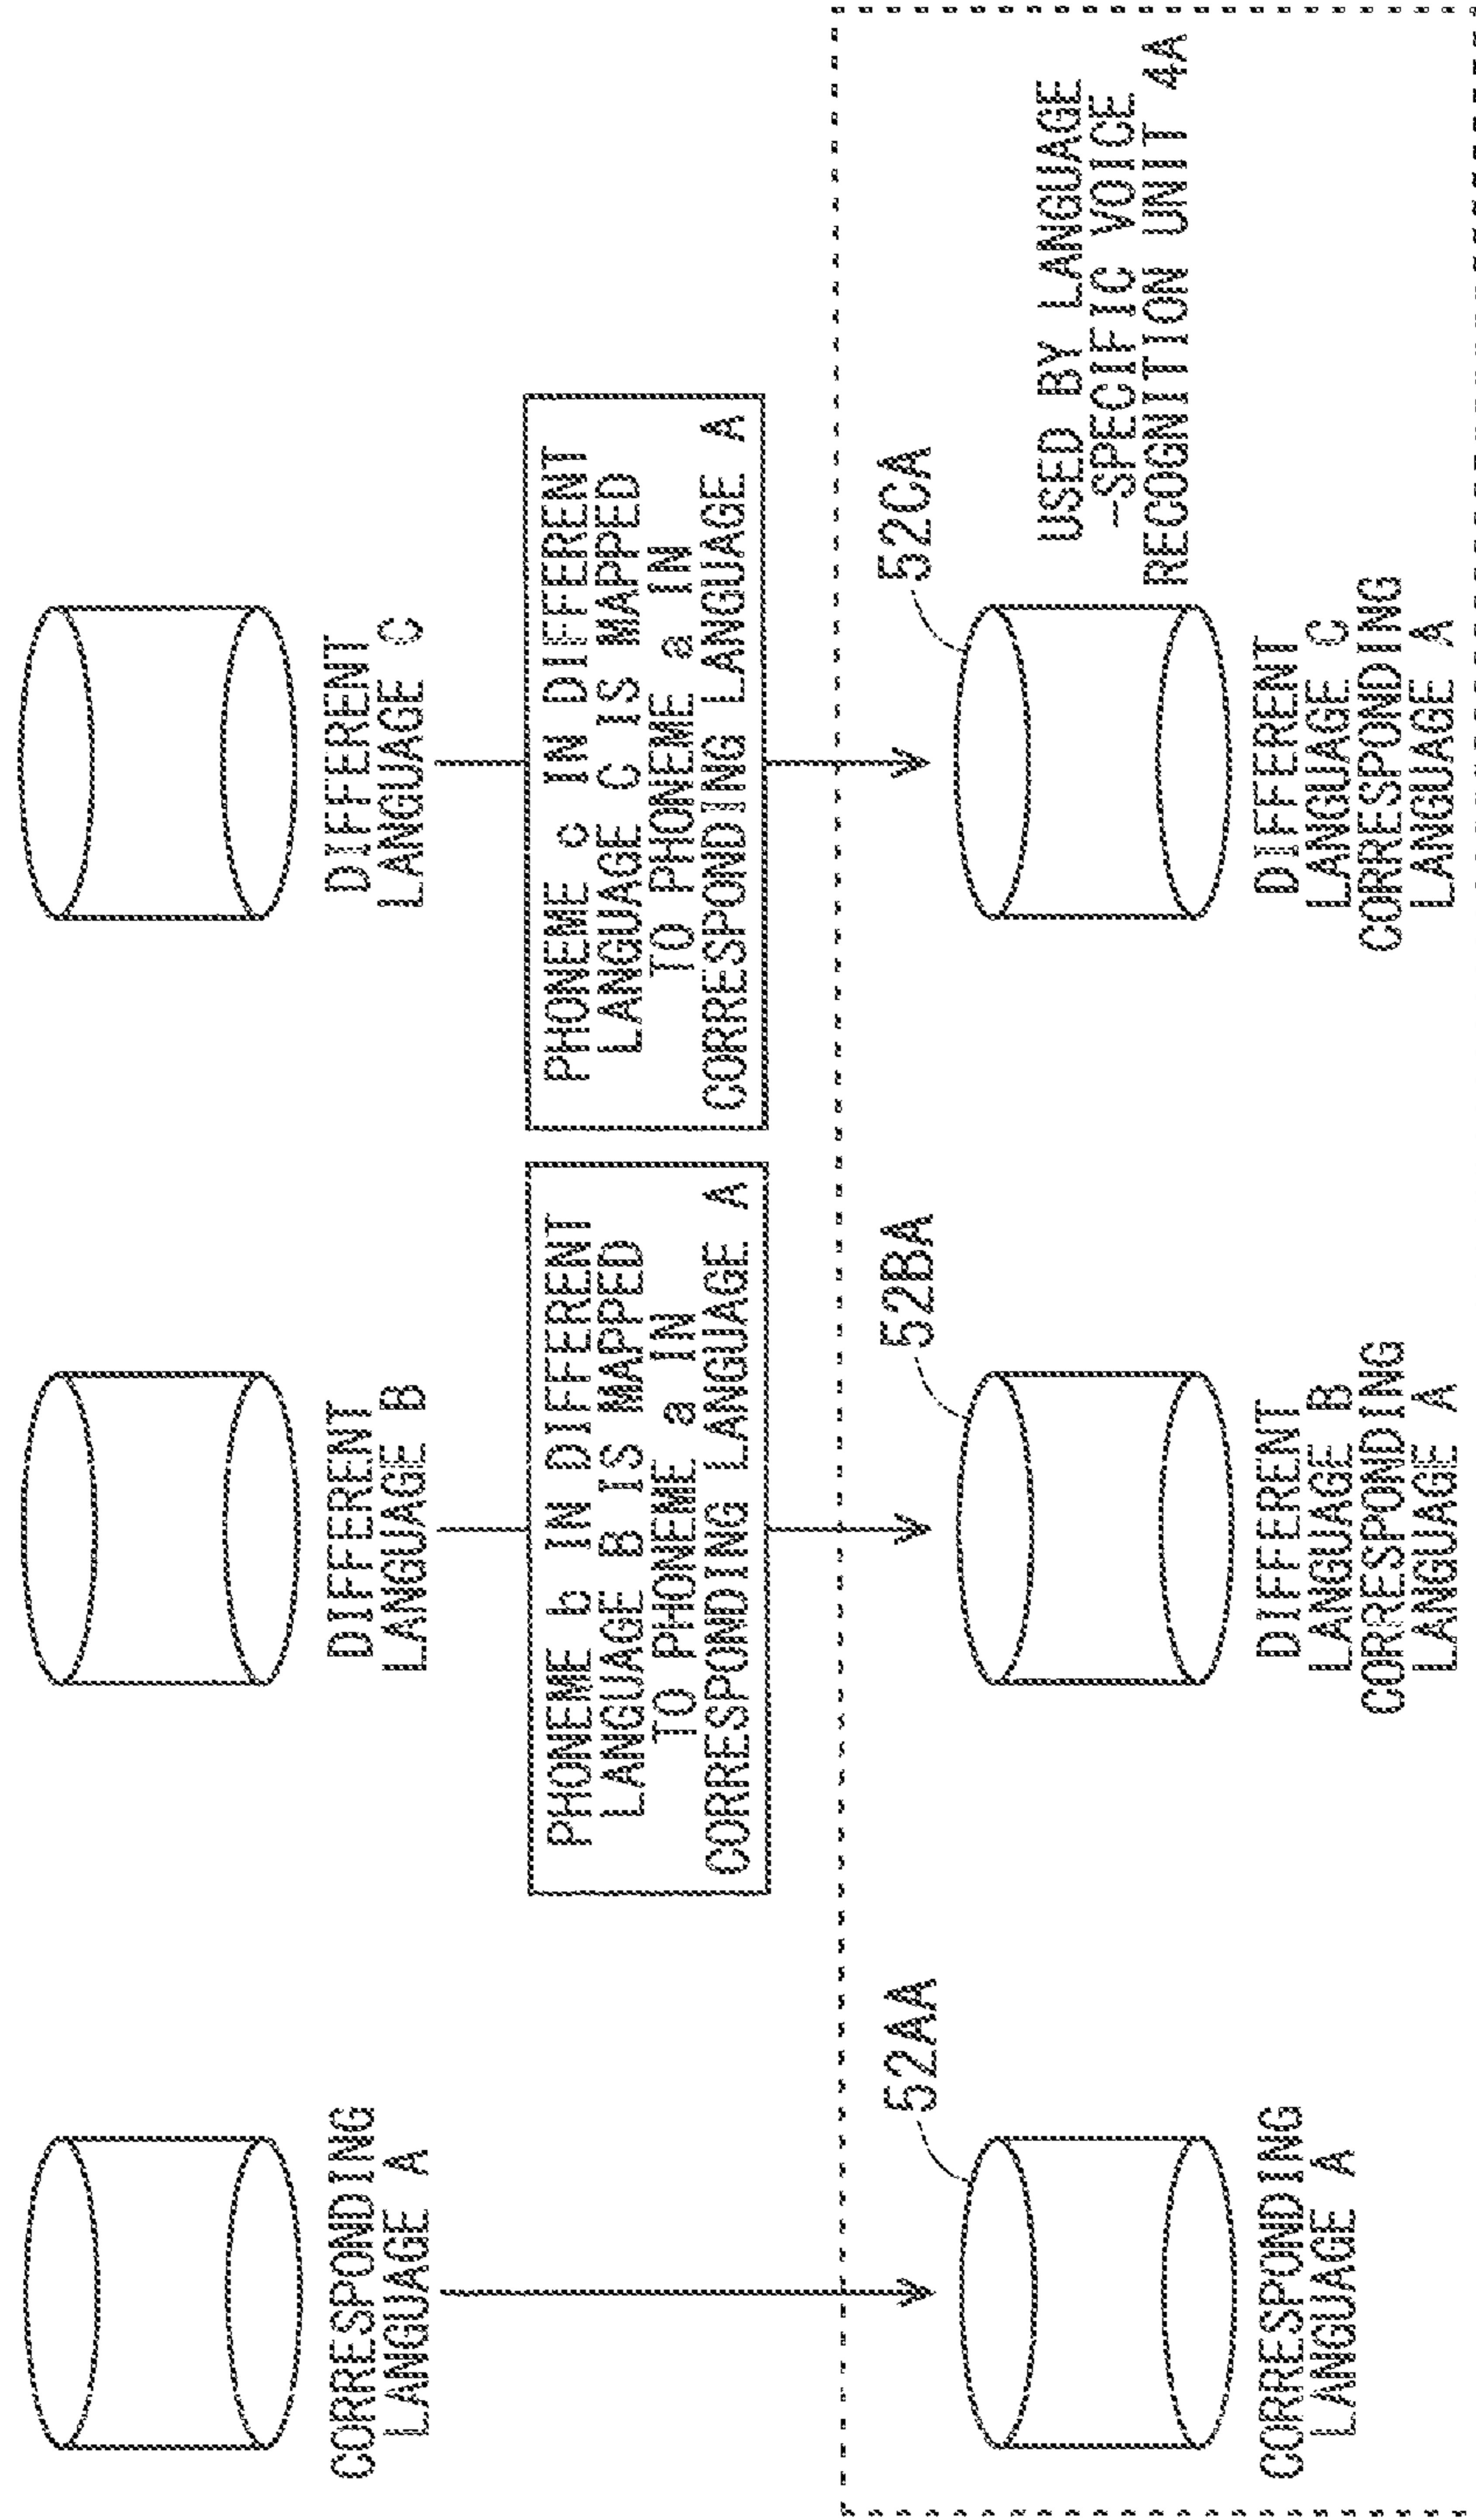 CORRESPONDING
LANGUAGE A
DIFFERENT
LANGUAGE B
DIFFERENT
LANGUAGE C
PHONEME b IN DIFFERENT
LANGUAGE B IS MAPPED
TO PHONEME a IN
CORRESPONDING LANGUAGE A
PHONEME c IN DIFFERENT
LANGUAGE C IS MAPPED
TO PHONEME a IN
CORRESPONDING LANGUAGE A
52AA
52BA
52CA
USED BY LANGUAGE
-SPECIFIC VOICE
RECOGNITION UNIT 4A
CORRESPONDING
LANGUAGE A
DIFFERENT
LANGUAGE B
CORRESPONDING
LANGUAGE A
DIFFERENT
LANGUAGE C
CORRESPONDING
LANGUAGE A